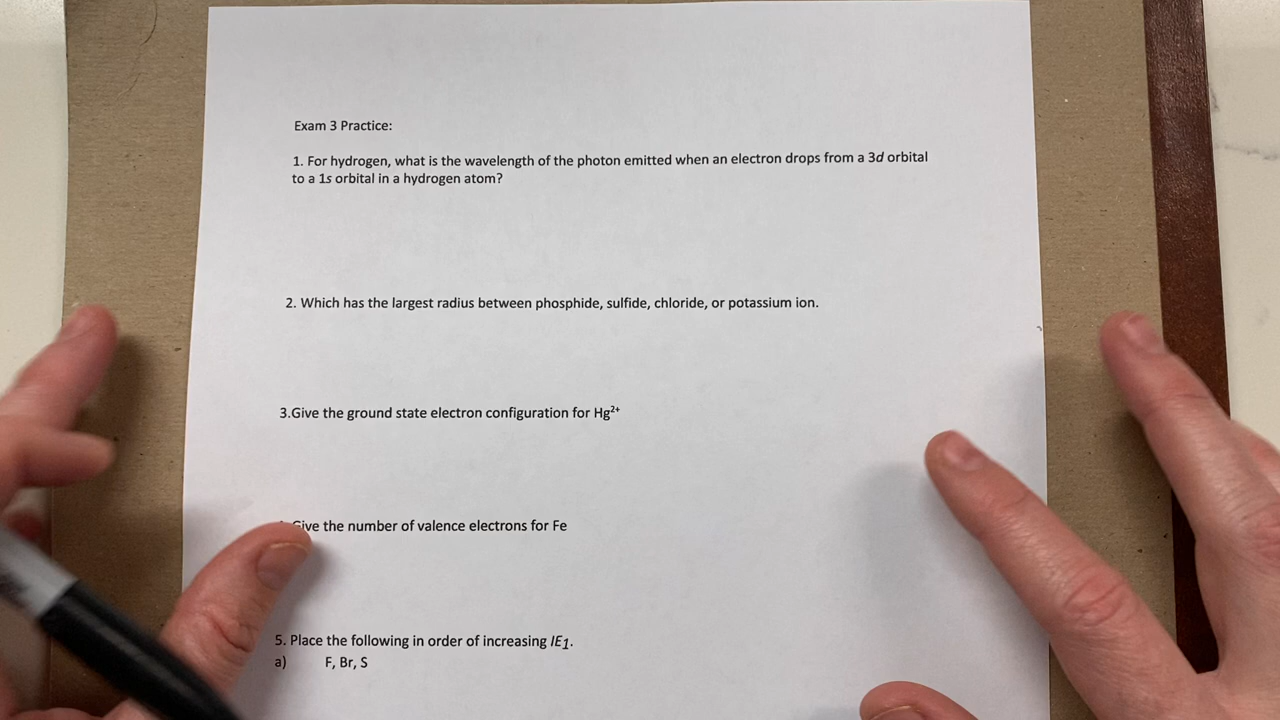 Exam 3 Practice:
1. For hydrogen, what is the wavelength of the photon emitted when an electron drops from a 3d orbital
to a 1s orbital in a hydrogen atom?
2. Which has the largest radius between phosphide, sulfide, chloride, or potassium ion.
3.Give the ground state electron configuration for Hg²⁺
Give the number of valence electrons for Fe
5. Place the following in order of increasing IE₁.
a) F, Br, S